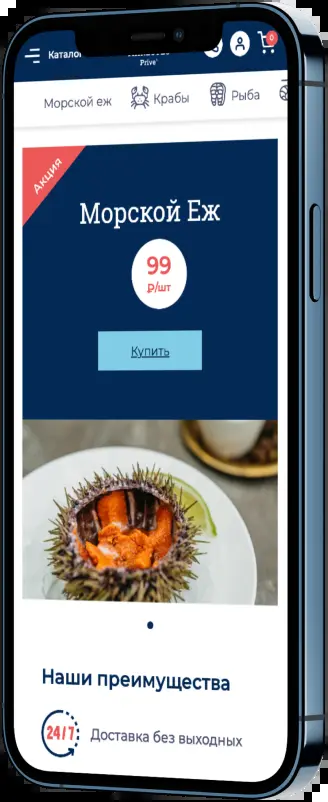 Каталог
Prive
0
Морской еж
Крабы
Рыба
Акция
Морской Еж
99
₽/шт
Купить
Наши преимущества
24/7
Доставка без выходных